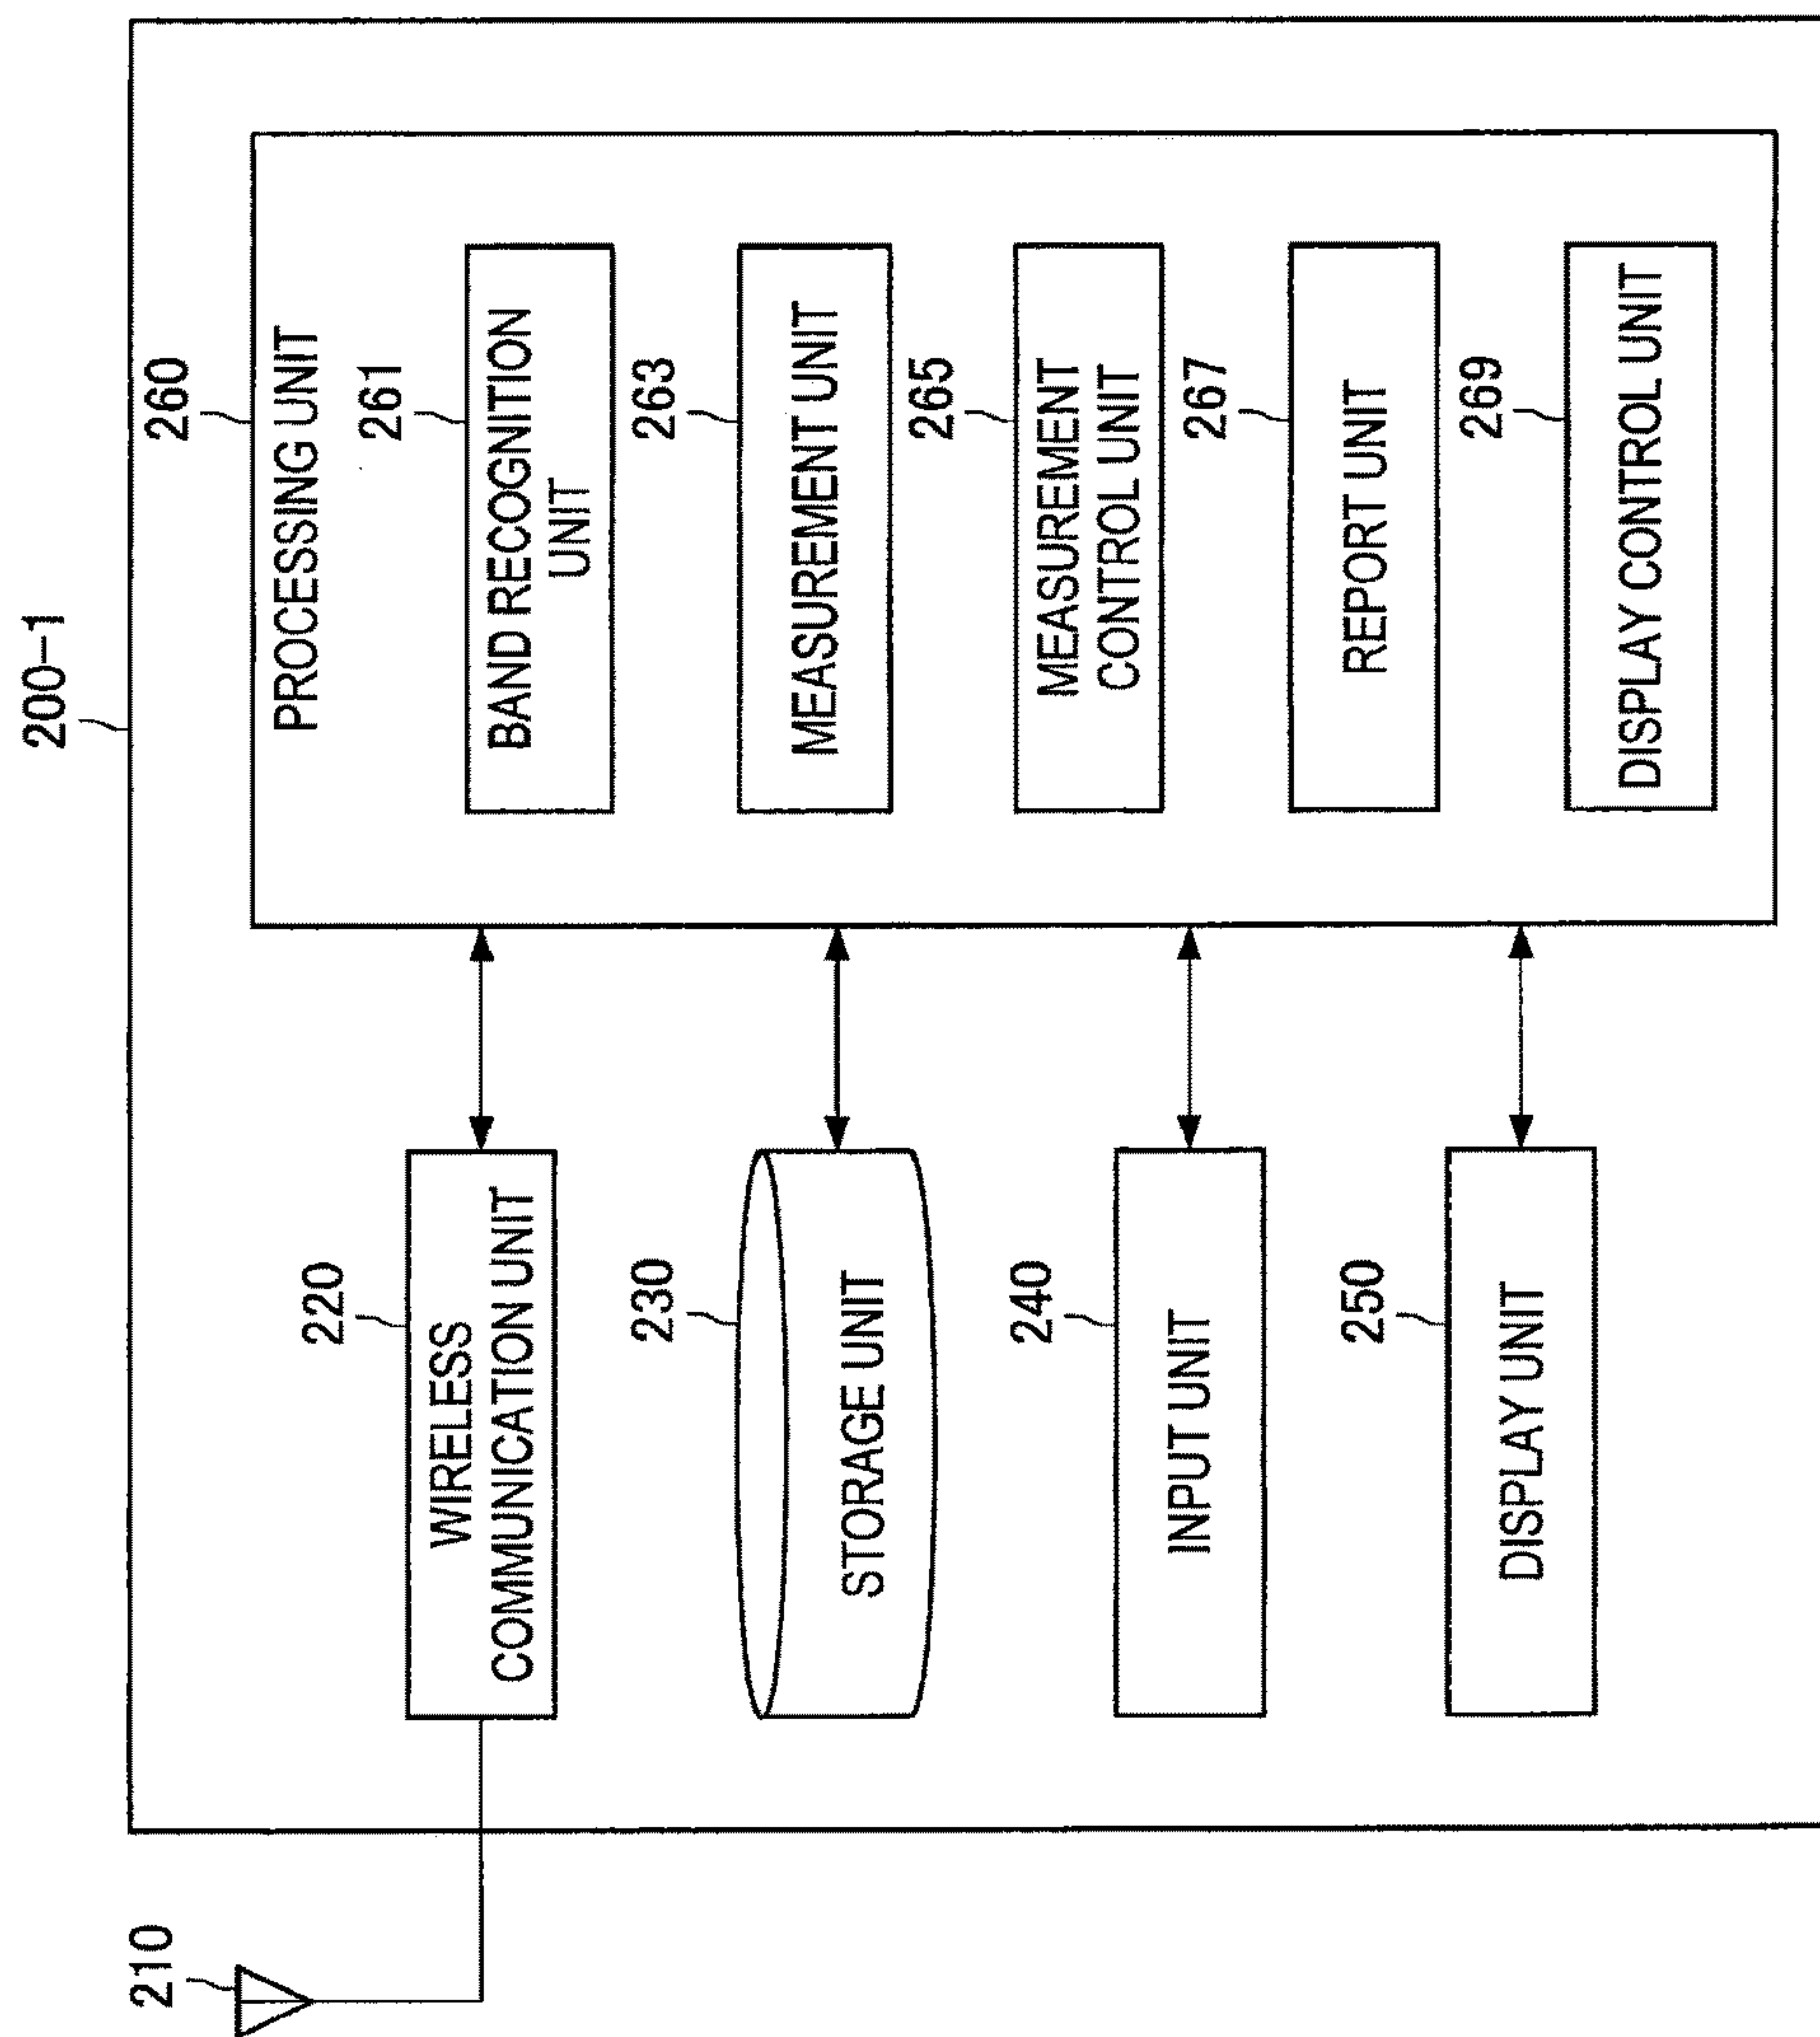 200-1
210
220
WIRELESS
COMMUNICATION UNIT
230
STORAGE UNIT
240
INPUT UNIT
250
DISPLAY UNIT
260
PROCESSING UNIT
261
BAND RECOGNITION
UNIT
263
MEASUREMENT UNIT
265
MEASUREMENT
CONTROL UNIT
267
REPORT UNIT
269
DISPLAY CONTROL UNIT